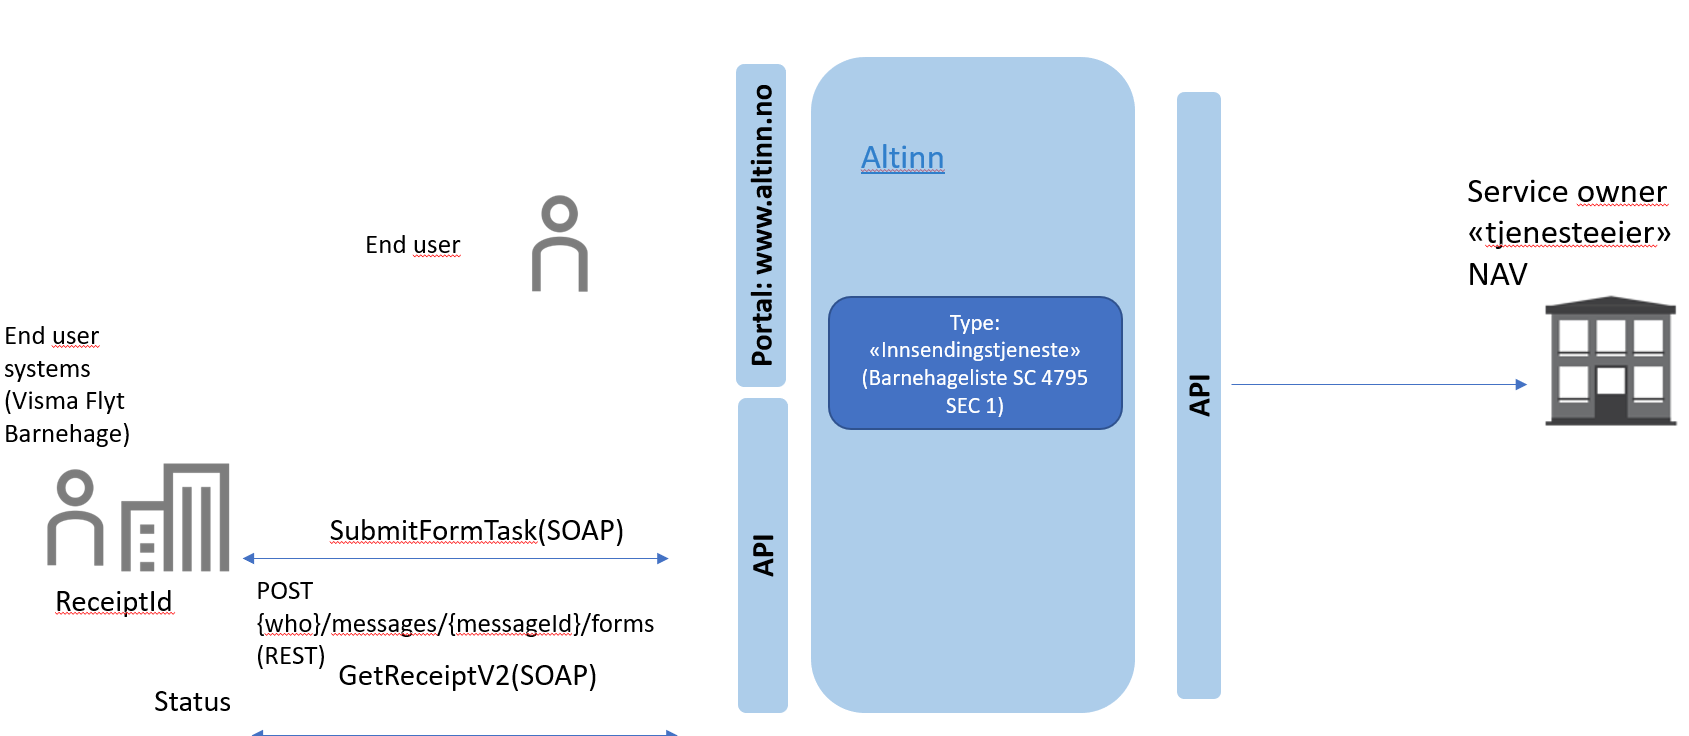 Portal: www.altinn.no
Altinn
Service owner
«tjenesteeier»
NAV
End user
Type:
«Innsendingstjeneste»
(Barnehageliste SC 4795
SEC 1)
End user
systems
(Visma Flyt
Barnehage)
API
API
SubmitFormTask(SOAP)
ReceiptId
POST
{who}/messages/{messageId}/forms
(REST)
GetReceiptV2(SOAP)
Status